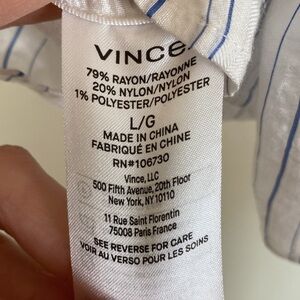 VINCE.
79% RAYON/RAYONNE
20% NYLON/NYLON
1% POLYESTER/POLYESTER
L/G
MADE IN CHINA
FABRIQUÉ EN CHINE
RN#106730
Vince, LLC
500 Fifth Avenue, 20th Floor
New York, NY 10110
11 Rue Saint Florentin
75008 Paris France
SEE REVERSE FOR CARE
VOIR AU VERSO POUR LES SOINS